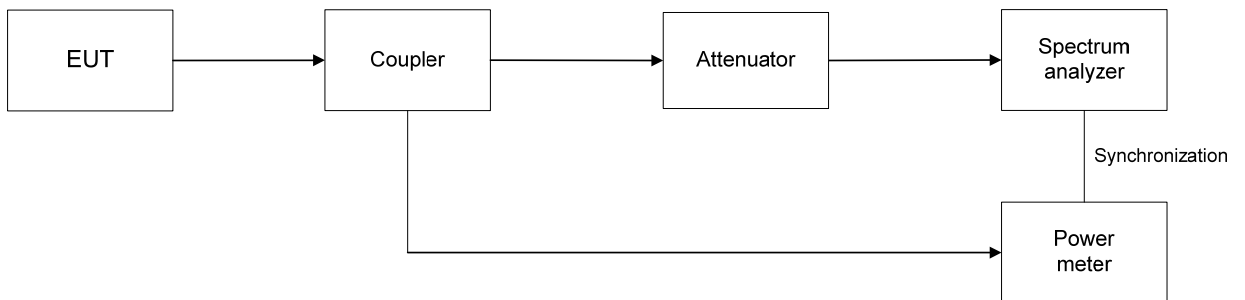 EUT
Coupler
Attenuator
Spectrum
analyzer
Synchronization
Power
meter